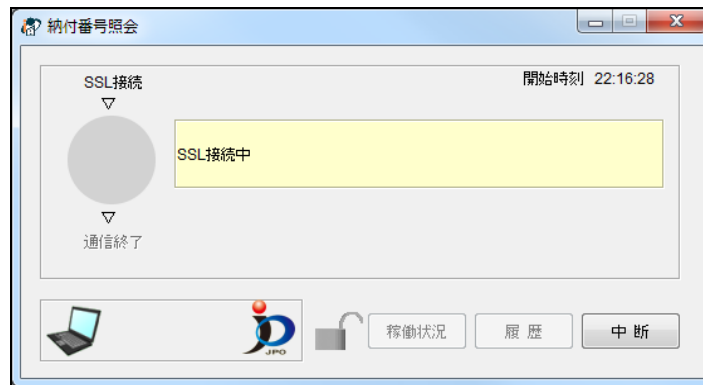 納付番号照会
SSL接続
開始時刻 22:16:28
▽
SSL接続中
▽
通信終了
JPO
稼働状況
履 歴
中 断